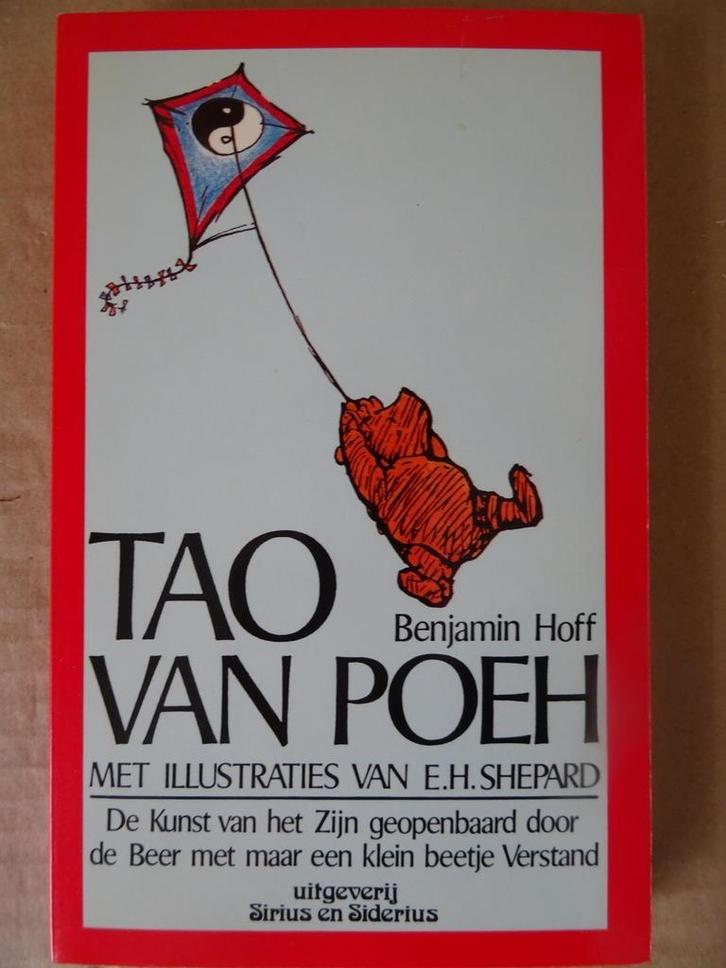 TAO
Benjamin Hoff
VAN POEH
MET ILLUSTRATIES VAN E.H. SHEPARD
De Kunst van het Zijn geopenbaard door
de Beer met maar een klein beetje Verstand
uitgeverij
Sirius en Siderius